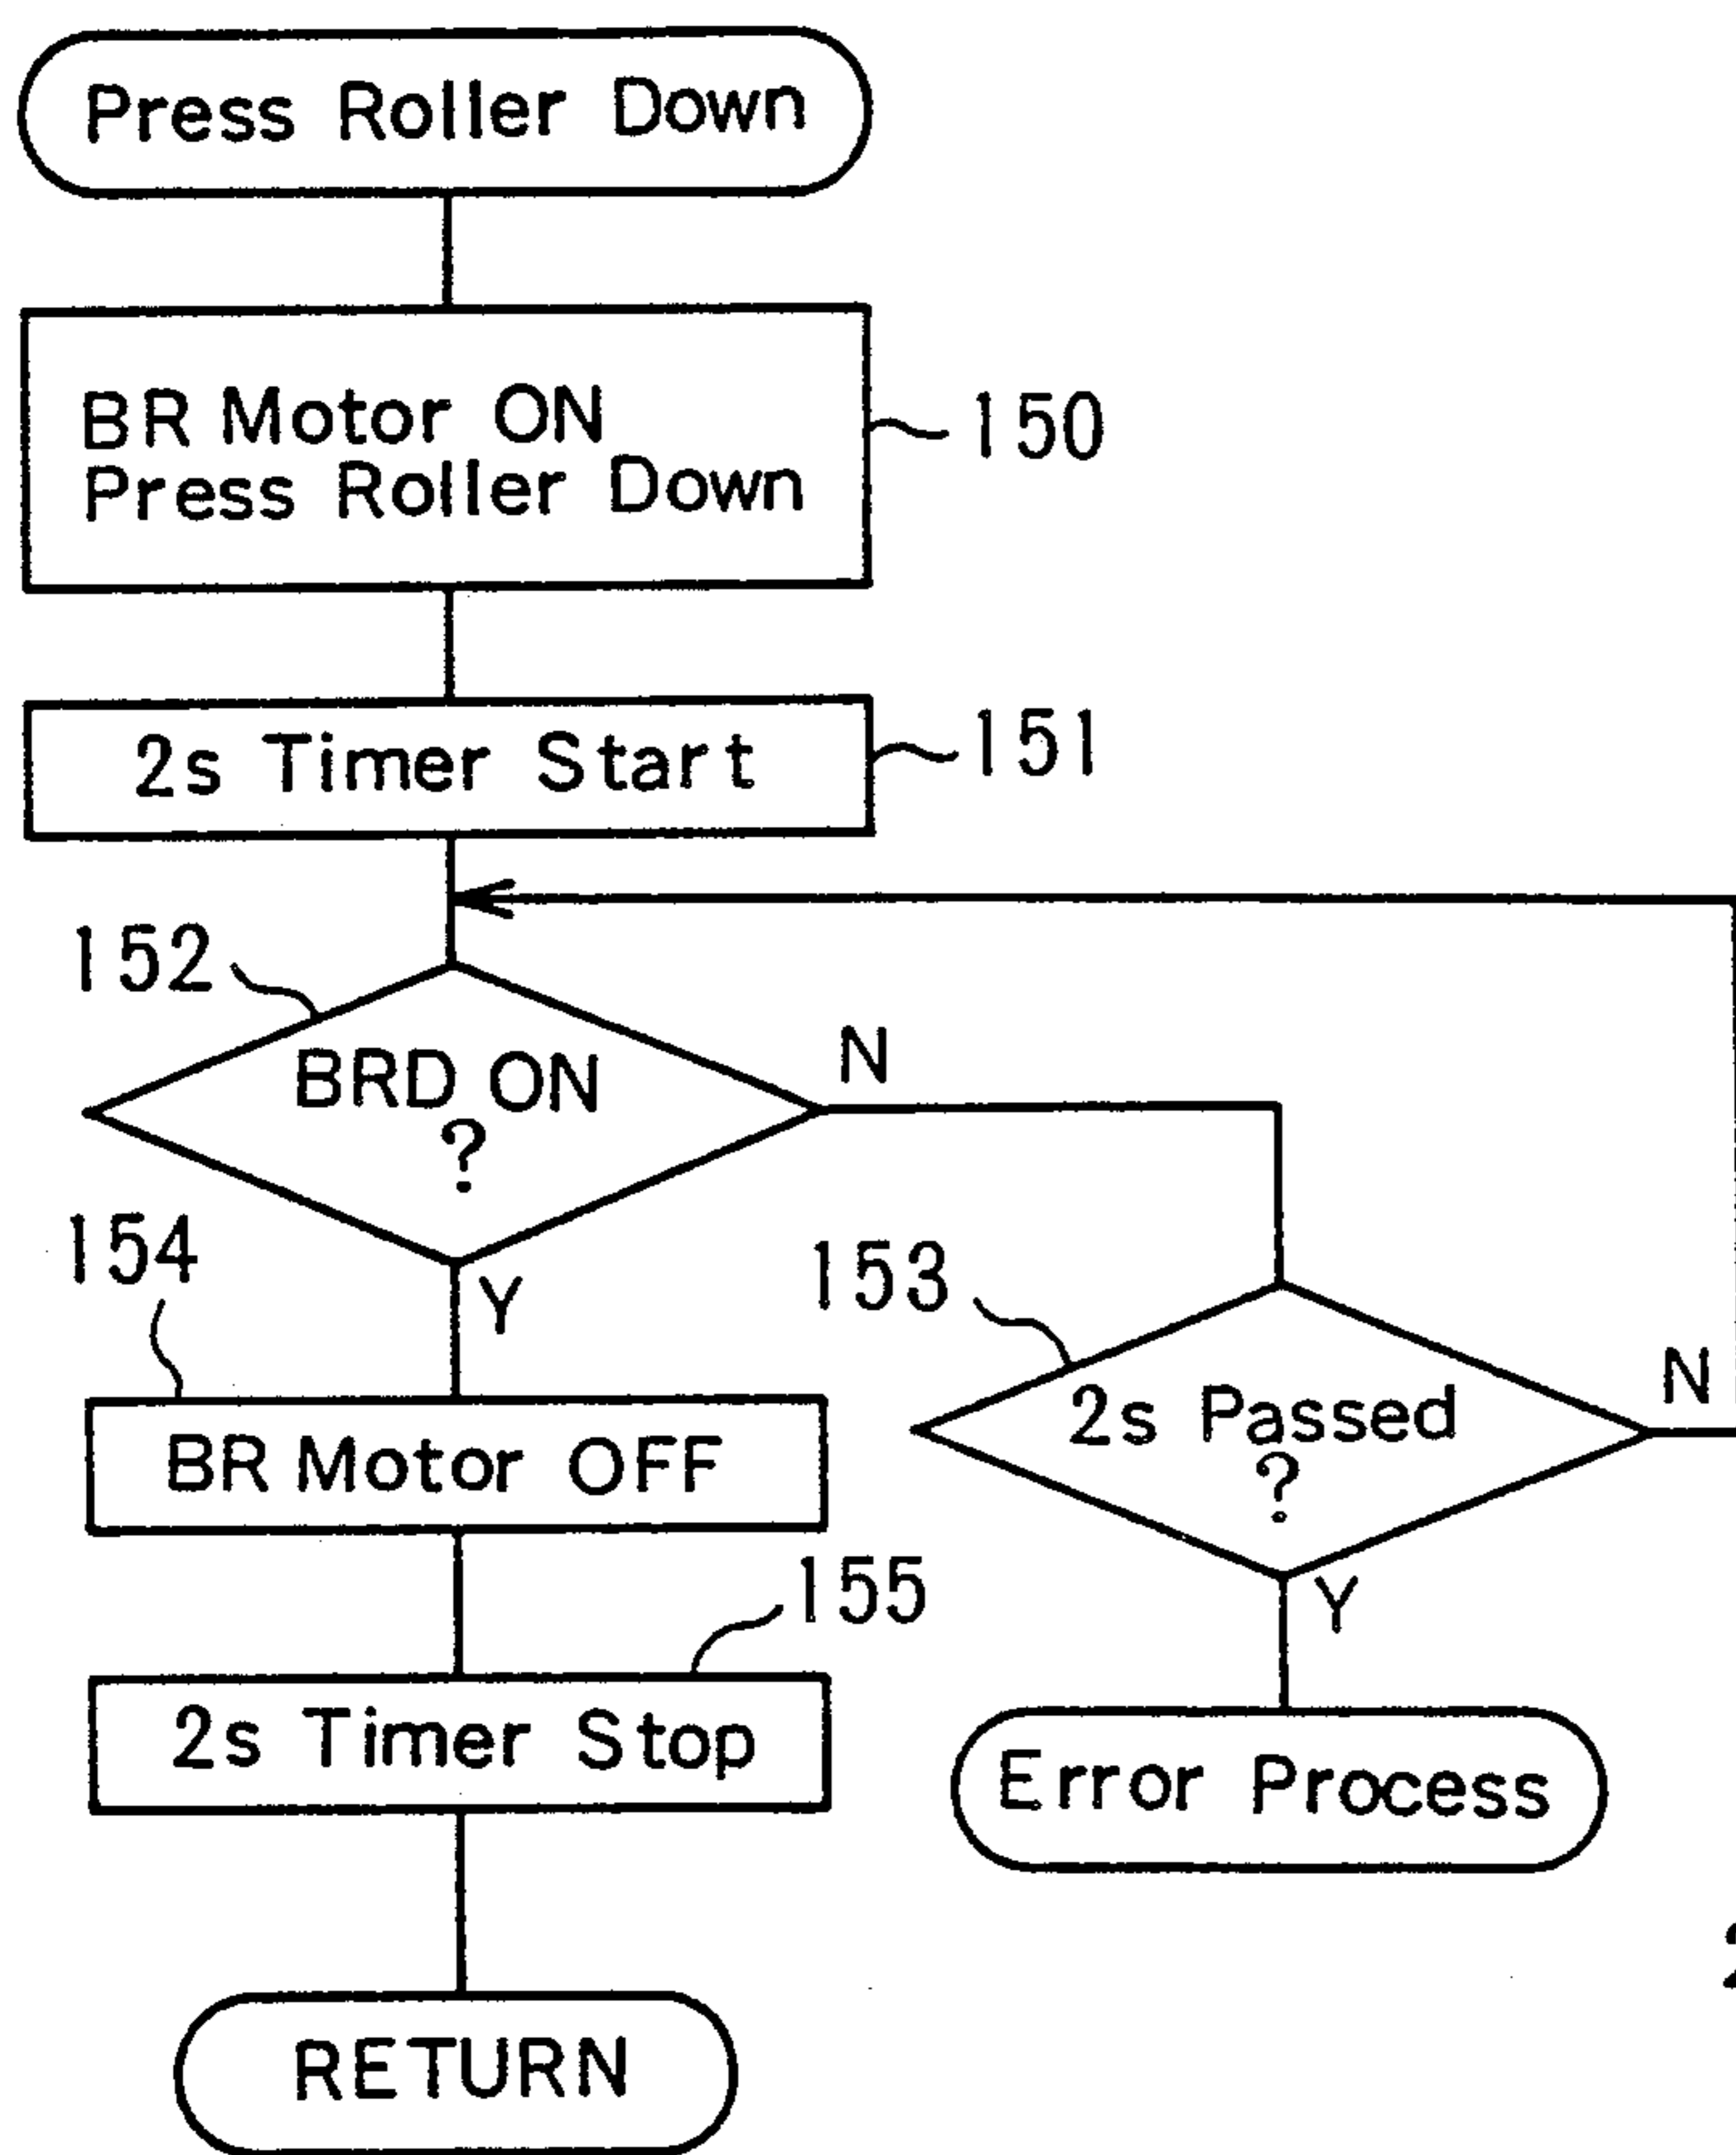 Press Roller Down
BR Motor ON
Press Roller Down
150
2s Timer Start
151
152
BRD ON
?
N
Y
153
2s Passed
?
N
Y
154
BR Motor OFF
155
2s Timer Stop
Error Process
RETURN